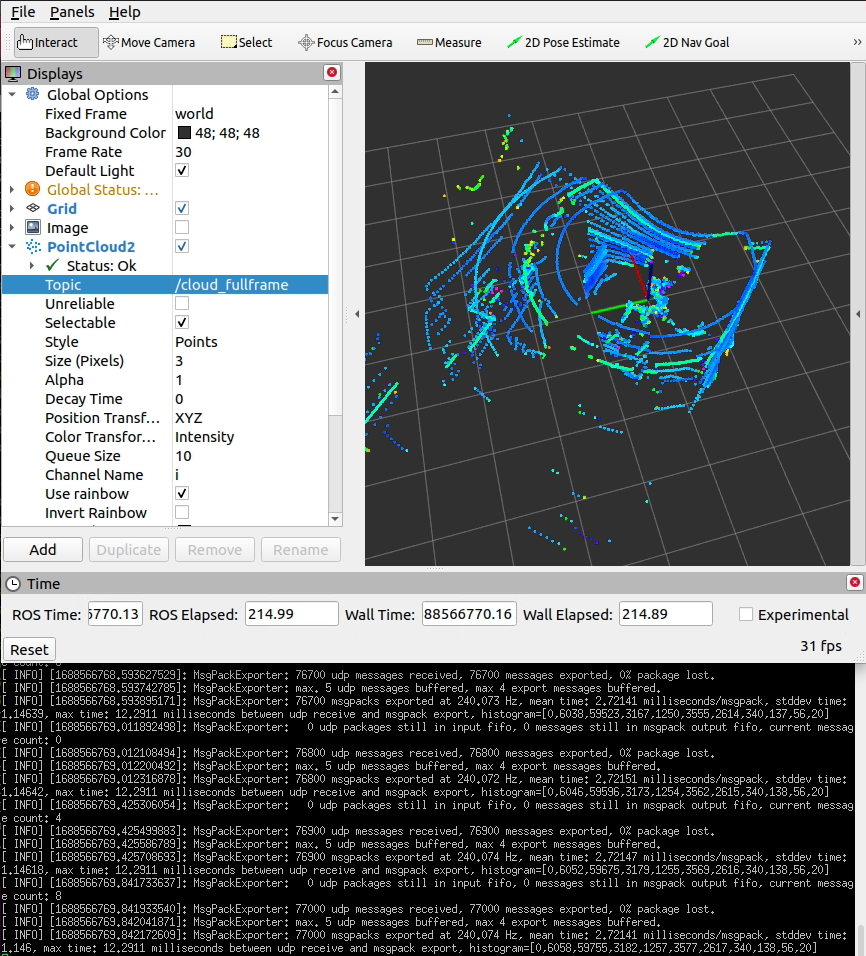 File Panels Help
Interact Move Camera Select Focus Camera Measure 2D Pose Estimate 2D Nav Goal »
Displays
Global Options
Fixed Frame world
Background Color 48; 48; 48
Frame Rate 30
Default Light
Global Status: ...
Grid
Image
PointCloud2
Status: Ok
Topic /cloud_fullframe
Unreliable
Selectable
Style Points
Size (Pixels) 3
Alpha 1
Decay Time 0
Position Transf... XYZ
Color Transfor... Intensity
Queue Size 10
Channel Name i
Use rainbow
Invert Rainbow
Add Duplicate Remove Rename
Time
ROS Time: 6770.13 ROS Elapsed: 214.99 Wall Time: 88566770.16 Wall Elapsed: 214.89 Experimental
Reset 31 fps
[ INFO] [1688566768.593627529]: MsgPackExporter: 76700 udp messages received, 76700 messages exported, 0% package lost.
[ INFO] [1688566768.593742785]: MsgPackExporter: max. 5 udp messages buffered, max 4 export messages buffered.
[ INFO] [1688566768.593895171]: MsgPackExporter: 76700 msgpacks exported at 240.073 Hz, mean time: 2.72141 milliseconds/msgpack, stddev time:
1.14639, max time: 12.2911 milliseconds between udp receive and msgpack export, histogram=[0,6038,59523,3167,1250,3555,2614,340,137,56,20]
[ INFO] [1688566769.011892498]: MsgPackExporter: 0 udp packages still in input fifo, 0 messages still in msgpack output fifo, current messag
e count: 0
[ INFO] [1688566769.012108494]: MsgPackExporter: 76800 udp messages received, 76800 messages exported, 0% package lost.
[ INFO] [1688566769.012200492]: MsgPackExporter: max. 5 udp messages buffered, max 4 export messages buffered.
[ INFO] [1688566769.012316878]: MsgPackExporter: 76800 msgpacks exported at 240.072 Hz, mean time: 2.72151 milliseconds/msgpack, stddev time:
1.14642, max time: 12.2911 milliseconds between udp receive and msgpack export, histogram=[0,6046,59596,3173,1254,3562,2615,340,138,56,20]
[ INFO] [1688566769.425306054]: MsgPackExporter: 0 udp packages still in input fifo, 0 messages still in msgpack output fifo, current messag
e count: 4
[ INFO] [1688566769.425499883]: MsgPackExporter: 76900 udp messages received, 76900 messages exported, 0% package lost.
[ INFO] [1688566769.425586789]: MsgPackExporter: max. 5 udp messages buffered, max 4 export messages buffered.
[ INFO] [1688566769.425708693]: MsgPackExporter: 76900 msgpacks exported at 240.074 Hz, mean time: 2.72147 milliseconds/msgpack, stddev time:
1.14618, max time: 12.2911 milliseconds between udp receive and msgpack export, histogram=[0,6052,59675,3179,1255,3569,2616,340,138,56,20]
[ INFO] [1688566769.841733637]: MsgPackExporter: 0 udp packages still in input fifo, 0 messages still in msgpack output fifo, current messag
e count: 8
[ INFO] [1688566769.841933540]: MsgPackExporter: 77000 udp messages received, 77000 messages exported, 0% package lost.
[ INFO] [1688566769.842041871]: MsgPackExporter: max. 5 udp messages buffered, max 4 export messages buffered.
[ INFO] [1688566769.842172609]: MsgPackExporter: 77000 msgpacks exported at 240.074 Hz, mean time: 2.72141 milliseconds/msgpack, stddev time:
1.146, max time: 12.2911 milliseconds between udp receive and msgpack export, histogram=[0,6058,59755,3182,1257,3577,2617,340,138,56,20]